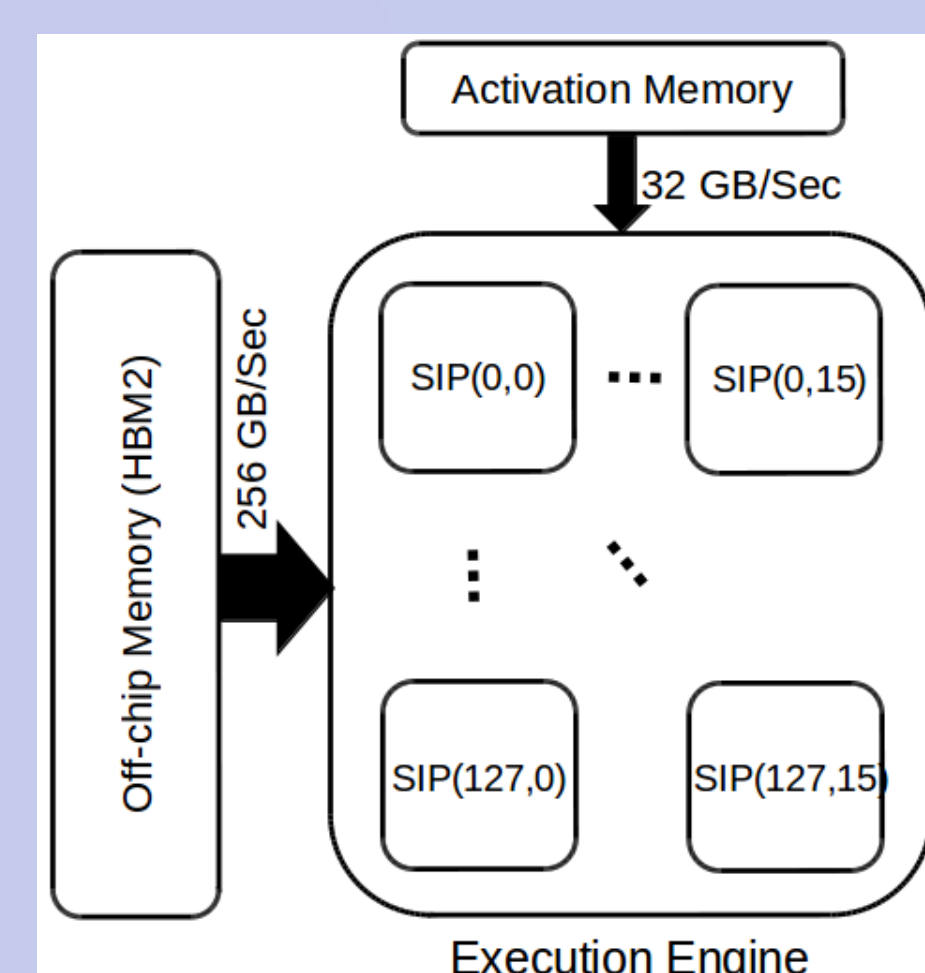 Activation Memory
32 GB/Sec
Off-chip Memory (HBM2)
256 GB/Sec
SIP(0,0)
SIP(0,15)
SIP(127,0)
SIP(127,15)
Execution Engine